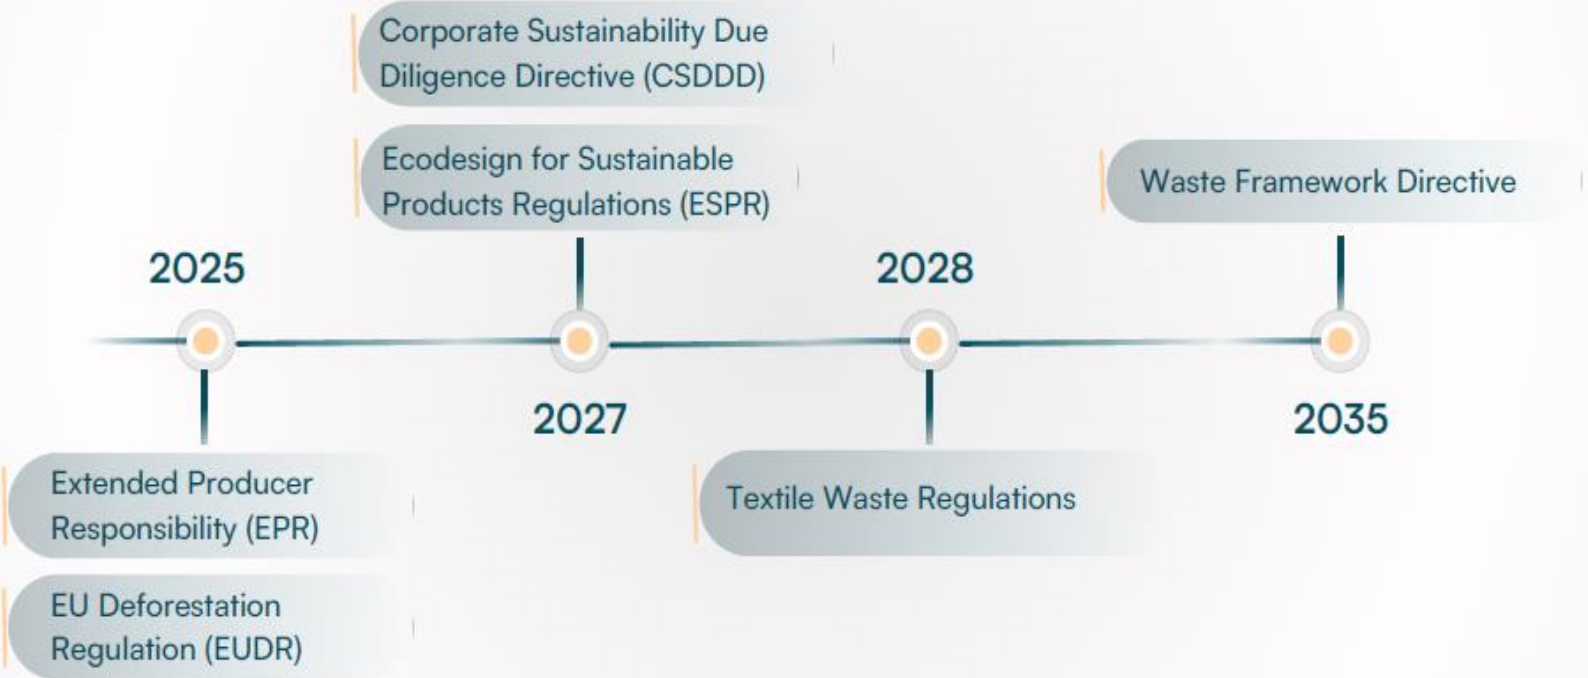 Corporate Sustainability Due
Diligence Directive (CSDDD)
Ecodesign for Sustainable
Products Regulations (ESPR)
Waste Framework Directive
2025
2028
2027
2035
Extended Producer
Responsibility (EPR)
Textile Waste Regulations
EU Deforestation
Regulation (EUDR)